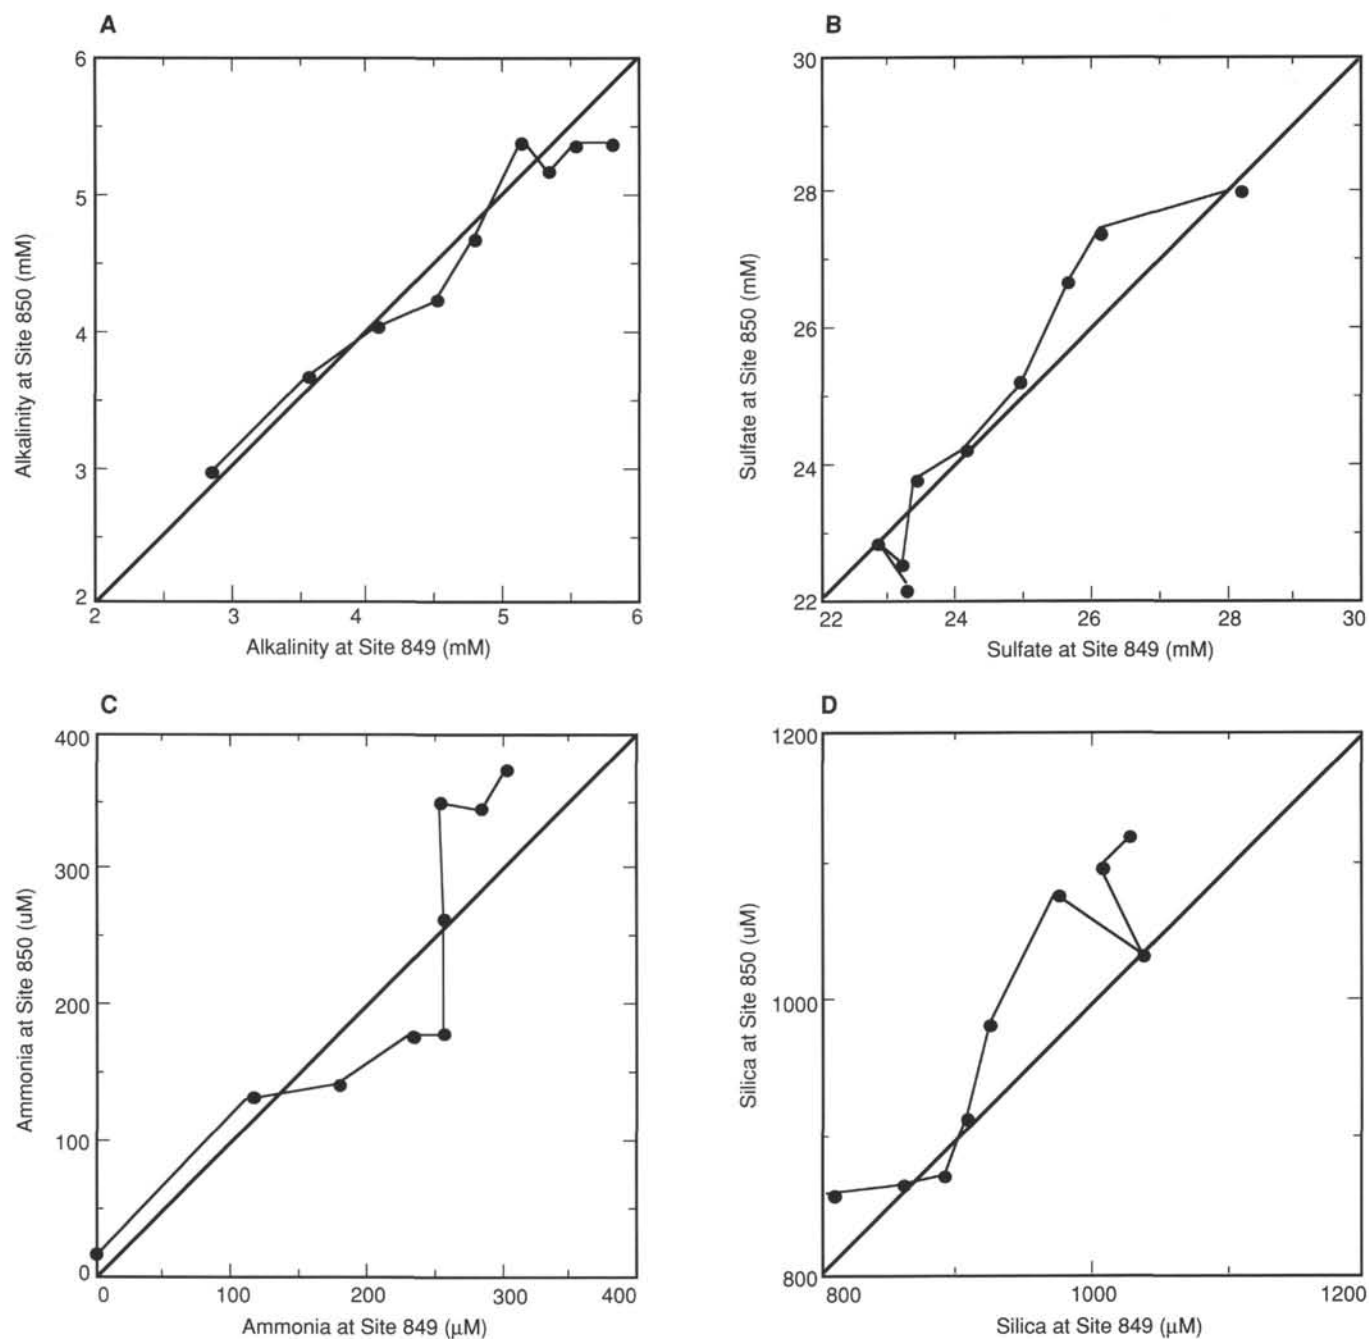 A
6
5
4
3
2
2 3 4 5 6
Alkalinity at Site 850 (mM)
Alkalinity at Site 849 (mM)
B
30
28
26
24
22
22 24 26 28 30
Sulfate at Site 850 (mM)
Sulfate at Site 849 (mM)
C
400
300
200
100
0
0 100 200 300 400
Ammonia at Site 850 (uM)
Ammonia at Site 849 (μM)
D
1200
1000
800
800 1000 1200
Silica at Site 850 (uM)
Silica at Site 849 (μM)